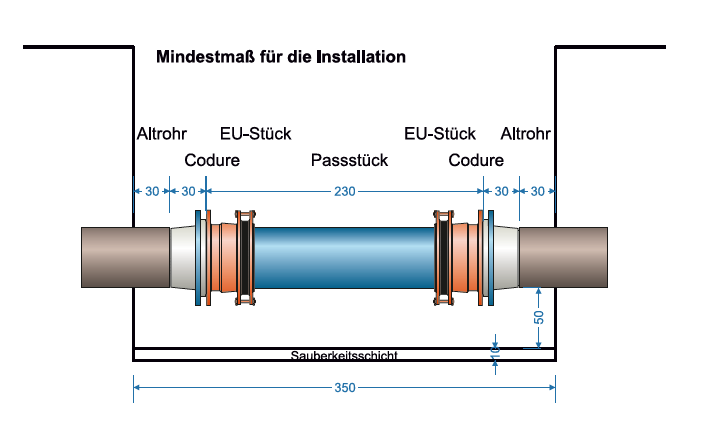 Mindestmaß für die Installation
Altrohr EU-Stück EU-Stück Altrohr
Codure Passstück Codure
30 30 230 30 30
50
Sauberkeitsschicht 10
350